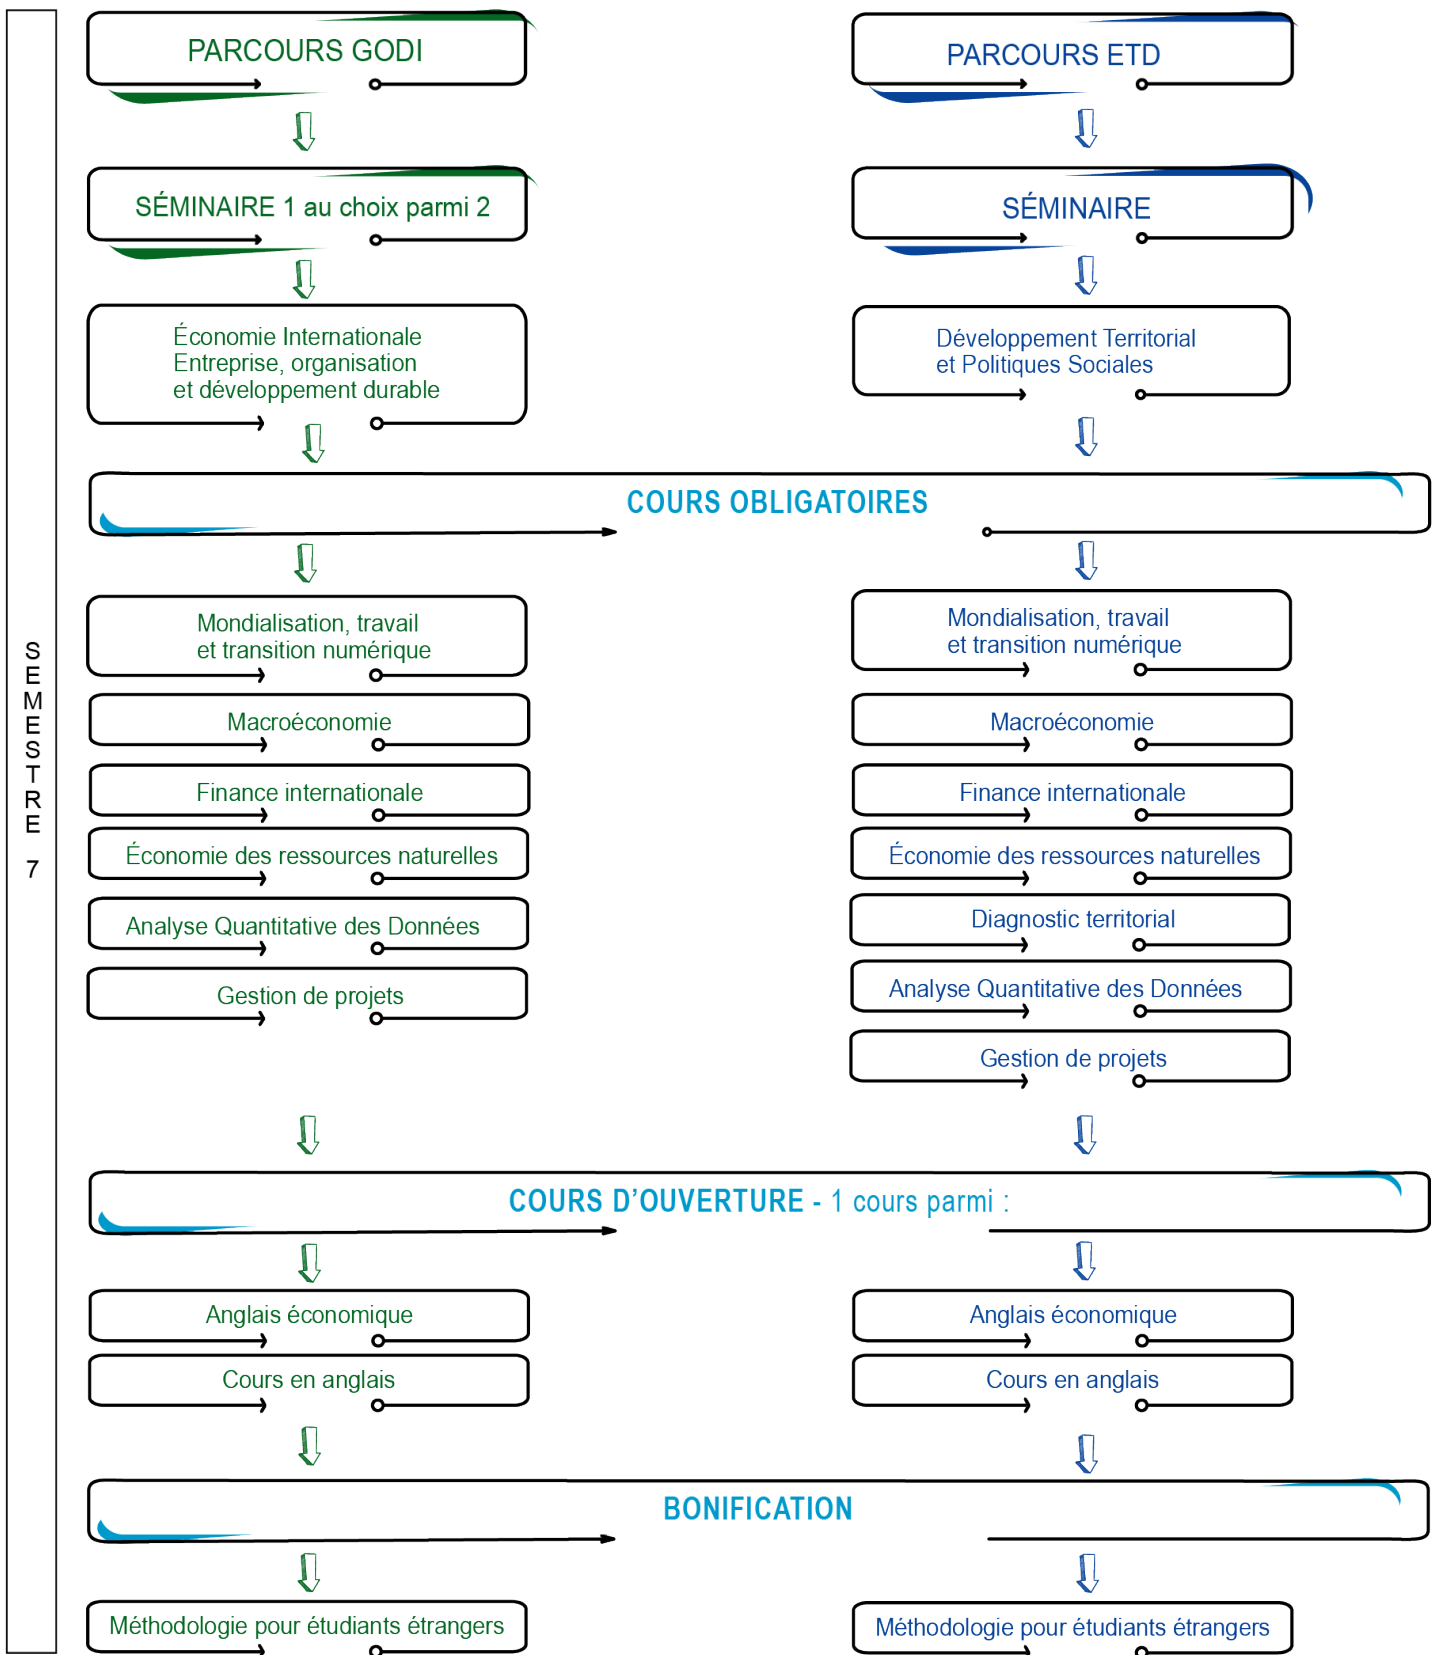 SEMESTRE 7
PARCOURS GODI
SÉMINAIRE 1 au choix parmi 2
Économie Internationale
Entreprise, organisation
et développement durable
PARCOURS ETD
SÉMINAIRE
Développement Territorial
et Politiques Sociales
COURS OBLIGATOIRES
Mondialisation, travail
et transition numérique
Macroéconomie
Finance internationale
Économie des ressources naturelles
Analyse Quantitative des Données
Gestion de projets
Mondialisation, travail
et transition numérique
Macroéconomie
Finance internationale
Économie des ressources naturelles
Diagnostic territorial
Analyse Quantitative des Données
Gestion de projets
COURS D’OUVERTURE - 1 cours parmi :
Anglais économique
Cours en anglais
Anglais économique
Cours en anglais
BONIFICATION
Méthodologie pour étudiants étrangers
Méthodologie pour étudiants étrangers